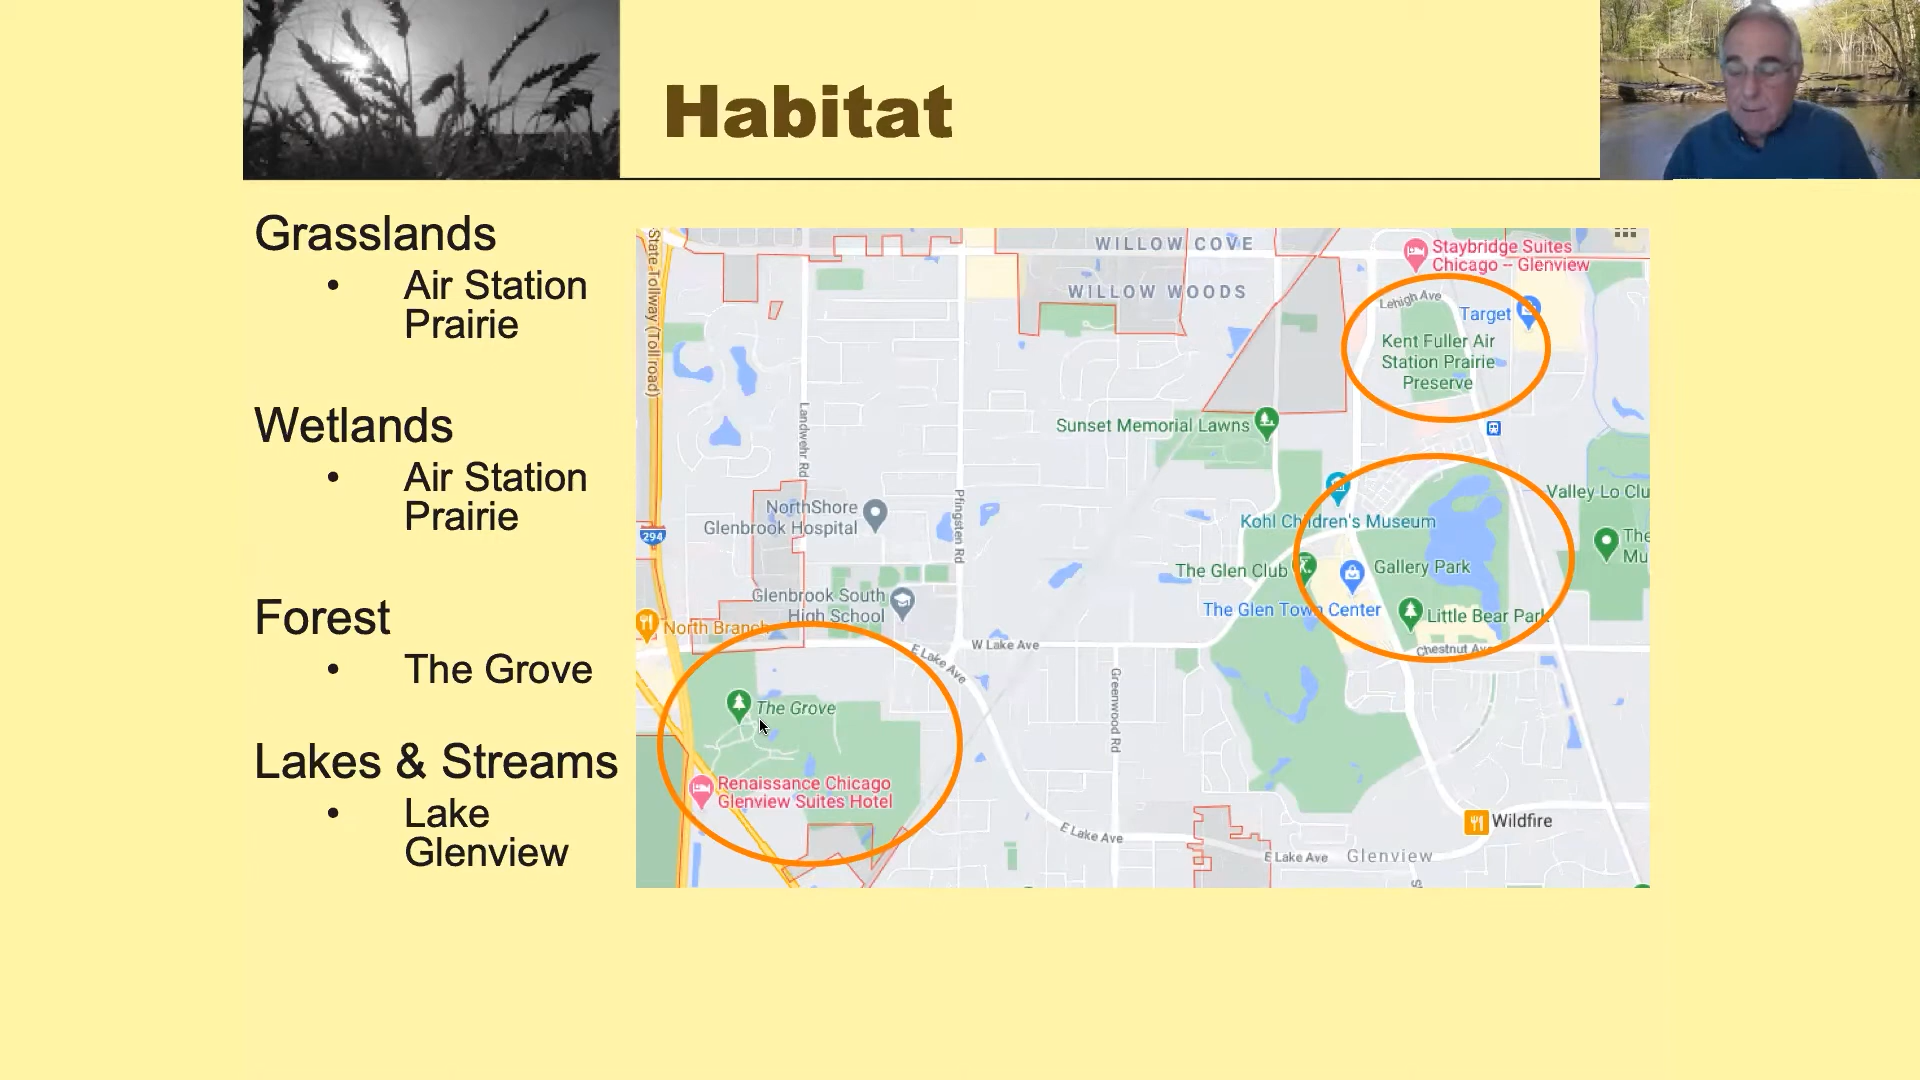 Habitat
Grasslands
• Air Station
Prairie
Wetlands
• Air Station
Prairie
Forest
• The Grove
Lakes & Streams
• Lake
Glenview
State Tollway (Toll road)
WILLOW COVE
WILLOW WOODS
Staybridge Suites
Chicago – Glenview
Lehigh Ave
Target
Kent Fuller Air
Station Prairie
Preserve
Landwehr Rd
Sunset Memorial Lawns
Pfingsten Rd
NorthShore
Glenbrook Hospital
294
Kohl Children's Museum
Valley Lo Clu
The
Mu
The Glen Club
Gallery Park
Glenbrook South
High School
The Glen Town Center
Little Bear Park
North Branch
E Lake Ave
W Lake Ave
Chestnut Av
Greenwood Rd
The Grove
Renaissance Chicago
Glenview Suites Hotel
E Lake Ave
Wildfire
E Lake Ave
Glenview